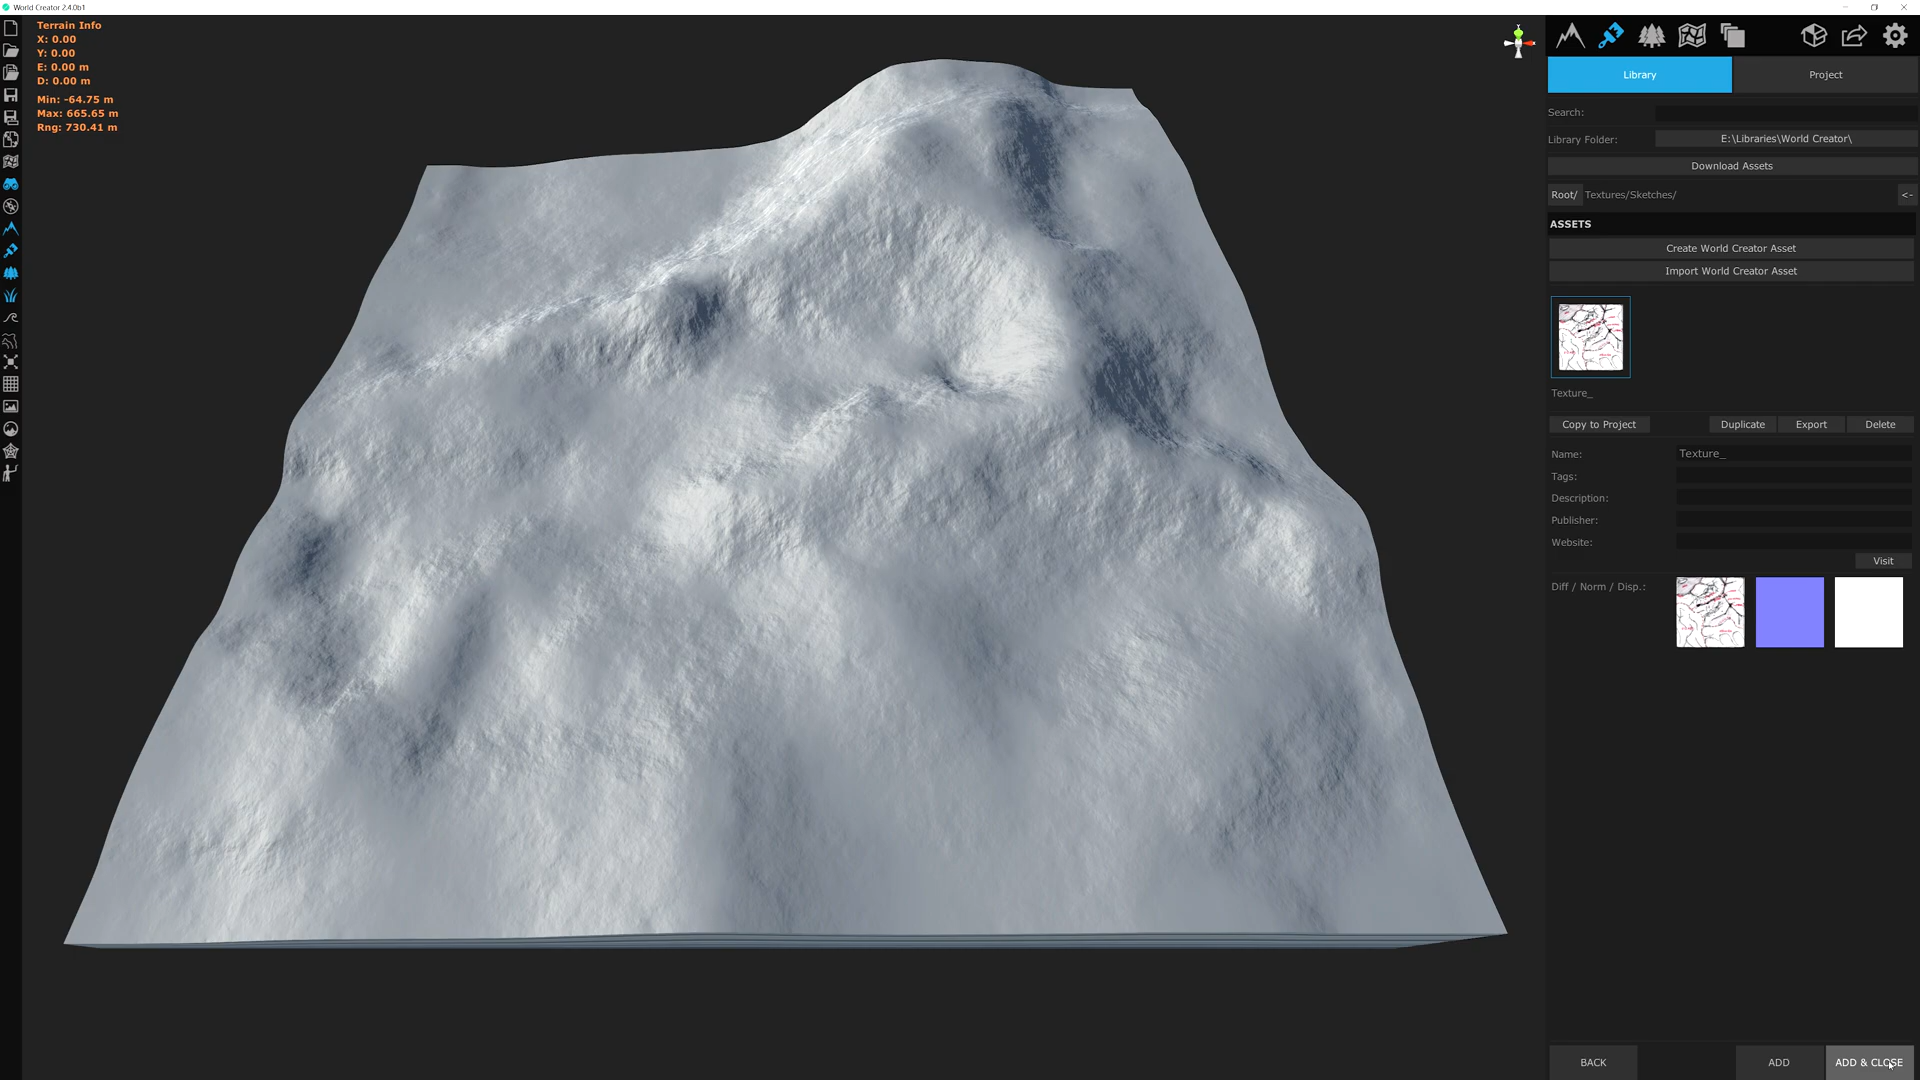 World Creator 2.4.0b1
Terrain Info
X: 0.00
Y: 0.00
E: 0.00 m
D: 0.00 m
Min: -64.75 m
Max: 665.65 m
Rng: 730.41 m
Library
Project
Search:
Library Folder:
E:\Libraries\World Creator\
Download Assets
Root/
Textures/Sketches/
<-
ASSETS
Create World Creator Asset
Import World Creator Asset
Texture_
Copy to Project
Duplicate
Export
Delete
Name:
Texture_
Tags:
Description:
Publisher:
Website:
Visit
Diff / Norm / Disp.:
BACK
ADD
ADD & CLOSE